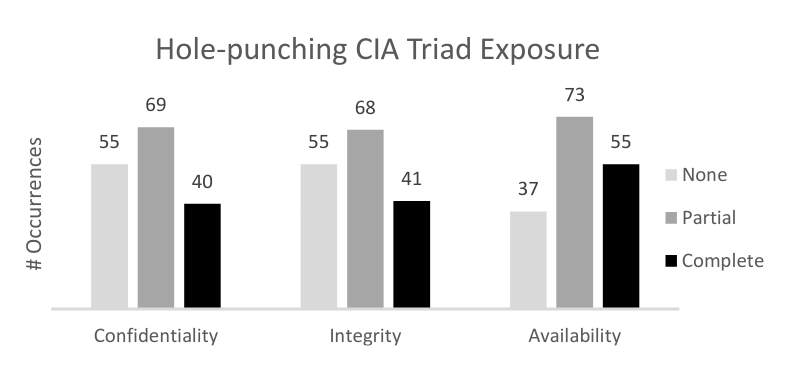 Hole-punching CIA Triad Exposure
# Occurrences
55
69
40
55
68
41
37
73
55
None
Partial
Complete
Confidentiality
Integrity
Availability